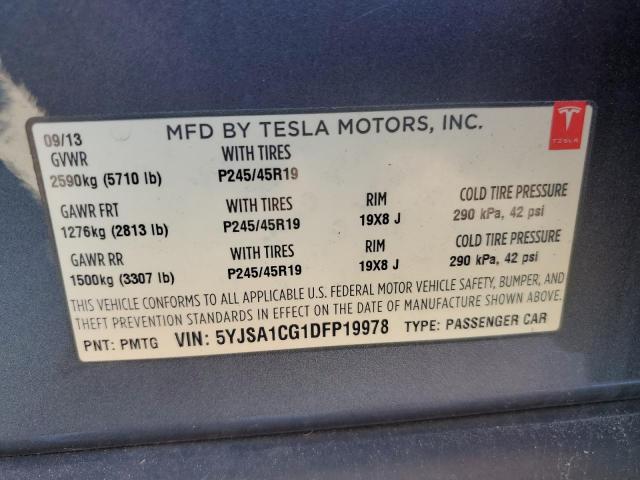 MFD BY TESLA MOTORS, INC.
TESLA
09/13
GVWR WITH TIRES
2590kg (5710 lb) P245/45R19
GAWR FRT WITH TIRES RIM COLD TIRE PRESSURE
1276kg (2813 lb) P245/45R19 19X8 J 290 kPa, 42 psi
GAWR RR WITH TIRES RIM COLD TIRE PRESSURE
1500kg (3307 lb) P245/45R19 19X8 J 290 kPa, 42 psi
THIS VEHICLE CONFORMS TO ALL APPLICABLE U.S. FEDERAL MOTOR VEHICLE SAFETY, BUMPER, AND
THEFT PREVENTION STANDARDS IN EFFECT ON THE DATE OF MANUFACTURE SHOWN ABOVE.
PNT: PMTG VIN: 5YJSA1CG1DFP19978 TYPE: PASSENGER CAR